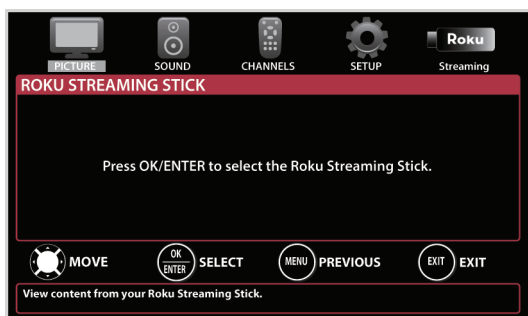 Roku
PICTURE SOUND CHANNELS SETUP Streaming
ROKU STREAMING STICK
Press OK/ENTER to select the Roku Streaming Stick.
MOVE OK ENTER SELECT MENU PREVIOUS EXIT EXIT
View content from your Roku Streaming Stick.